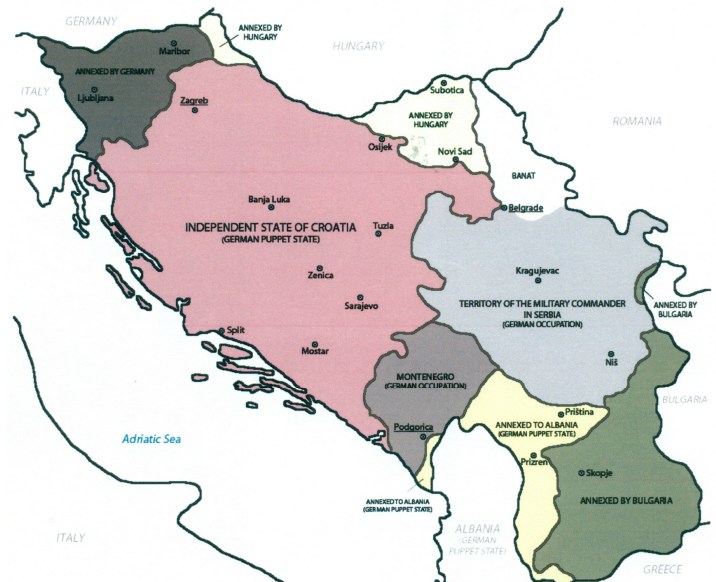 GERMANY
ANNEXED BY
HUNGARY
HUNGARY
Maribor
ANNEXED BY GERMANY
ITALY
Ljubljana
Zagreb
Subotica
ANNEXED BY
HUNGARY
ROMANIA
Osijek
Novi Sad
BANAT
Banja Luka
Belgrade
INDEPENDENT STATE OF CROATIA
(GERMAN PUPPET STATE)
Tuzla
Zenica
Kragujevac
Sarajevo
TERRITORY OF THE MILITARY COMMANDER
IN SERBIA
(GERMAN OCCUPATION)
ANNEXED BY
BULGARIA
Split
Mostar
Niš
MONTENEGRO
(GERMAN OCCUPATION)
BULGARIA
Podgorica
Priština
ANNEXED TO ALBANIA
(GERMAN PUPPET STATE)
Adriatic Sea
Prizren
Skopje
ANNEXED TO ALBANIA
(GERMAN PUPPET STATE)
ANNEXED BY BULGARIA
ITALY
ALBANIA
(GERMAN
PUPPET STATE)
GREECE